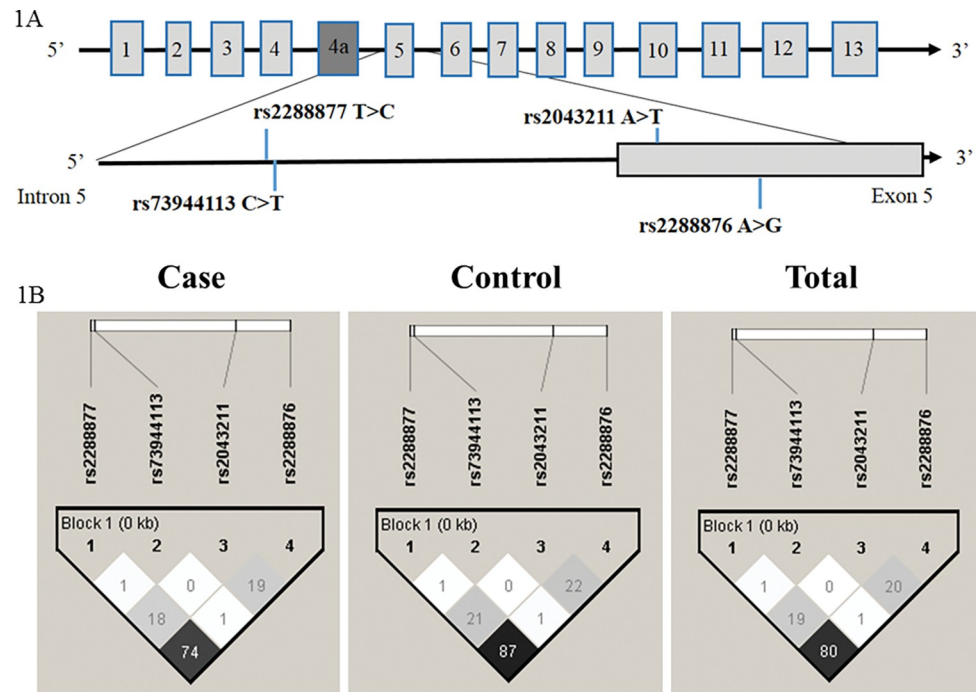 1A
5’ 1 2 3 4 4a 5 6 7 8 9 10 11 12 13 3’
rs2288877 T>C rs2043211 A>T
5’ 3’
Intron 5 Exon 5
rs73944113 C>T
rs2288876 A>G
1B
Case
rs2288877 rs73944113 rs2043211 rs2288876
Block 1 (0 kb)
1 2 3 4
1 0 19
18 1
74
Control
rs2288877 rs73944113 rs2043211 rs2288876
Block 1 (0 kb)
1 2 3 4
1 0 22
21 1
87
Total
rs2288877 rs73944113 rs2043211 rs2288876
Block 1 (0 kb)
1 2 3 4
1 0 20
19 1
80